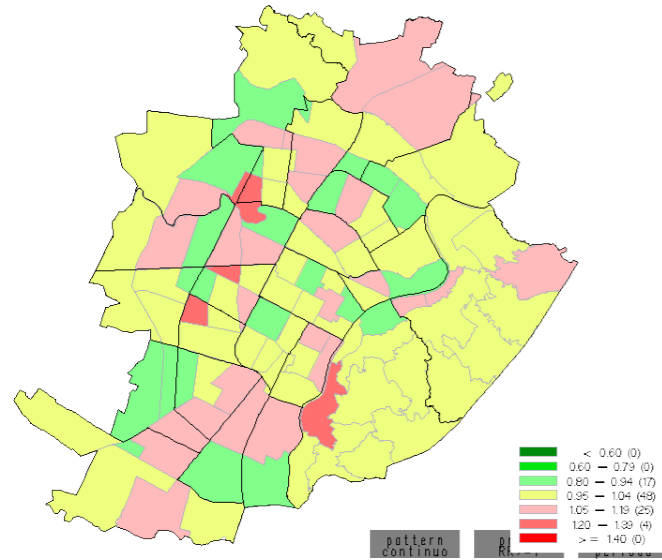 < 0.60 (0)
0.60 – 0.79 (0)
0.80 – 0.94 (17)
0.95 – 1.04 (48)
1.05 – 1.19 (25)
1.20 – 1.39 (4)
>= 1.40 (0)
pattern
continuo